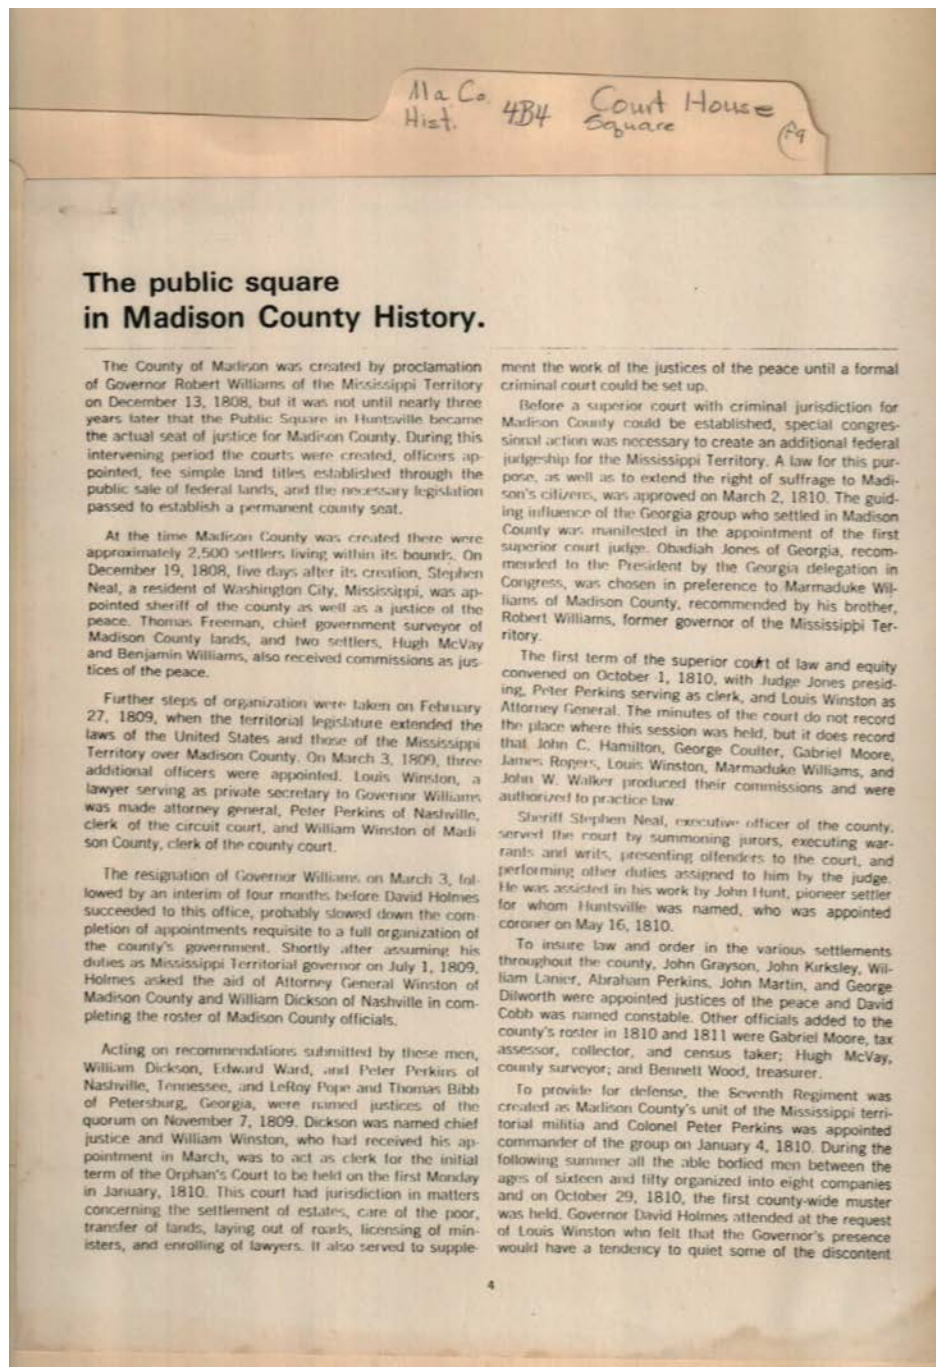 Ma Co. 4B4 Court House
Hist. Square
The public square
in Madison County History.
The County of Madison was created by proclamation
of Governor Robert Williams of the Mississippi Territory
on December 13, 1808, but it was not until nearly three
years later that the Public Square in Huntsville became
the actual seat of justice for Madison County. During this
intervening period the courts were created, officers ap-
pointed, fee simple land titles established through the
public sale of federal lands, and the necessary legislation
passed to establish a permanent county seat.
At the time Madison County was created there were
approximately 2,500 settlers living within its bounds. On
December 19, 1808, five days after its creation, Stephen
Neal, a resident of Washington City, Mississippi, was ap-
pointed sheriff of the county as well as a justice of the
peace. Thomas Freeman, chief government surveyor of
Madison County lands, and two settlers, Hugh McVay
and Benjamin Williams, also received commissions as jus-
tices of the peace.
Further steps of organization were taken on February
27, 1809, when the territorial legislature extended the
laws of the United States and those of the Mississippi
Territory over Madison County. On March 3, 1809, three
additional officers were appointed. Louis Winston, a
lawyer serving as private secretary to Governor Williams
was made attorney general, Peter Perkins of Nashville,
clerk of the circuit court, and William Winston of Madi
son County, clerk of the county court.
The resignation of Governor Williams on March 3, fol-
lowed by an interim of four months before David Holmes
succeeded to this office, probably slowed down the com-
pletion of appointments requisite to a full organization of
the county's government. Shortly after assuming his
duties as Mississippi Territorial governor on July 1, 1809,
Holmes asked the aid of Attorney General Winston of
Madison County and William Dickson of Nashville in com-
pleting the roster of Madison County officials.
Acting on recommendations submitted by these men,
William Dickson, Edward Ward, and Peter Perkins of
Nashville, Tennessee, and LeRoy Pope and Thomas Bibb
of Petersburg, Georgia, were named justices of the
quorum on November 7, 1809. Dickson was named chief
justice and William Winston, who had received his ap-
pointment in March, was to act as clerk for the initial
term of the Orphan's Court to be held on the first Monday
in January, 1810. This court had jurisdiction in matters
concerning the settlement of estates, care of the poor,
transfer of lands, laying out of roads, licensing of min-
isters, and enrolling of lawyers. It also served to supple-
ment the work of the justices of the peace until a formal
criminal court could be set up.
Before a superior court with criminal jurisdiction for
Madison County could be established, special congres-
sional action was necessary to create an additional federal
judgeship for the Mississippi Territory. A law for this pur-
pose, as well as to extend the right of suffrage to Madi-
son's citizens, was approved on March 2, 1810. The guid-
ing influence of the Georgia group who settled in Madison
County was manifested in the appointment of the first
superior court judge. Obadiah Jones of Georgia, recom-
mended to the President by the Georgia delegation in
Congress, was chosen in preference to Marmaduke Wil-
liams of Madison County, recommended by his brother,
Robert Williams, former governor of the Mississippi Ter-
ritory.
The first term of the superior court of law and equity
convened on October 1, 1810, with Judge Jones presid-
ing, Peter Perkins serving as clerk, and Louis Winston as
Attorney General. The minutes of the court do not record
the place where this session was held, but it does record
that John C. Hamilton, George Coulter, Gabriel Moore,
James Rogers, Louis Winston, Marmaduke Williams, and
John W. Walker produced their commissions and were
authorized to practice law
Sheriff Stephen Neal, executive officer of the county,
served the court by summoning jurors, executing war-
rants and writs, presenting offenders to the court, and
performing other duties assigned to him by the judge.
He was assisted in his work by John Hunt, pioneer settler
for whom Huntsville was named, who was appointed
coroner on May 16, 1810.
To insure law and order in the various settlements
throughout the county, John Grayson, John Kirksley, Wil-
liam Lanier, Abraham Perkins, John Martin, and George
Dilworth were appointed justices of the peace and David
Cobb was named constable. Other officials added to the
county's roster in 1810 and 1811 were Gabriel Moore, tax
assessor, collector, and census taker; Hugh McVay,
county surveyor; and Bennett Wood, treasurer.
To provide for defense, the Seventh Regiment was
created as Madison County's unit of the Mississippi terri-
torial militia and Colonel Peter Perkins was appointed
commander of the group on January 4, 1810. During the
following summer all the able bodied men between the
ages of sixteen and fifty organized into eight companies
and on October 29, 1810, the first county-wide muster
was held. Governor David Holmes attended at the request
of Louis Winston who felt that the Governor's presence
would have a tendency to quiet some of the discontent
4